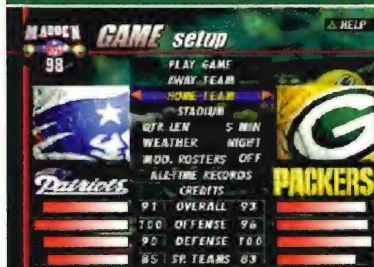 MADDEN
98
GAME setup
△ HELP
PLAY GAME
AWAY TEAM
HOME TEAM
STADIUM
QTR. LEN 5 MIN
WEATHER NIGHT
MOD. ROSTERS OFF
ALL-TIME RECORDS
CREDITS
Patriots
G
PACKERS
91 OVERALL 93
100 OFFENSE 96
90 DEFENSE 100
85 SP. TEAMS 83